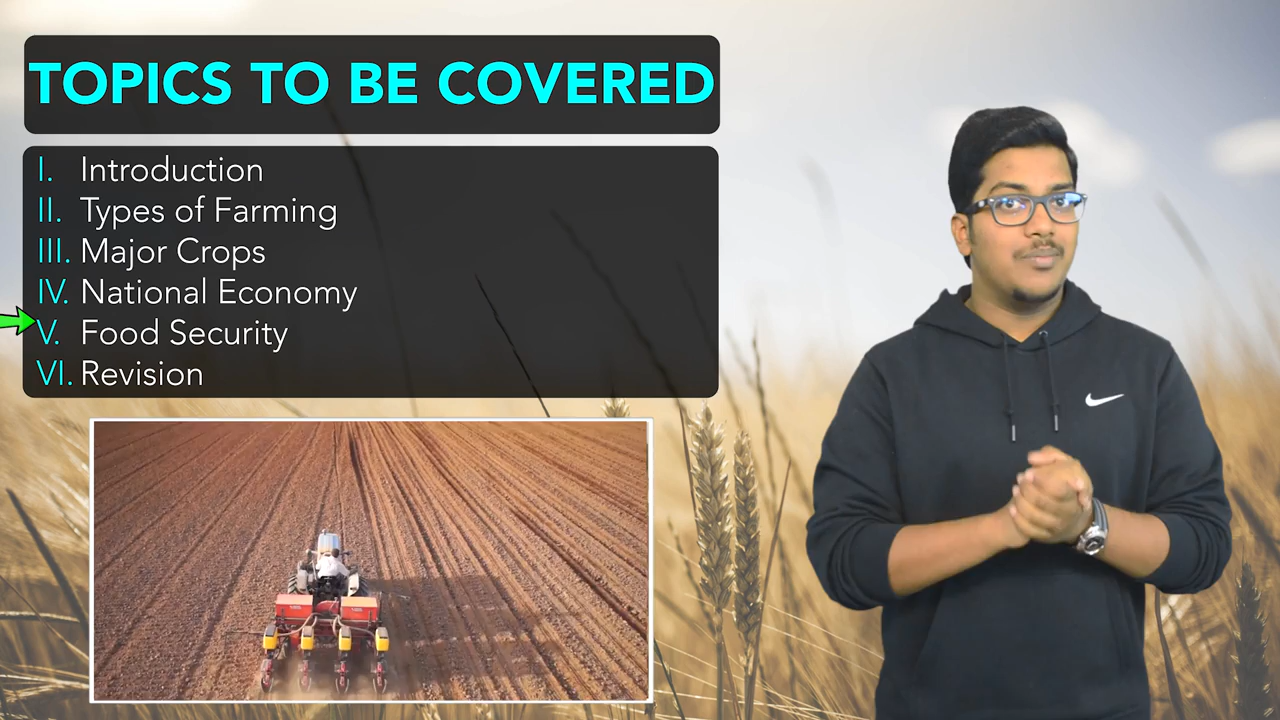 TOPICS TO BE COVERED
I. Introduction
II. Types of Farming
III. Major Crops
IV. National Economy
V. Food Security
VI. Revision